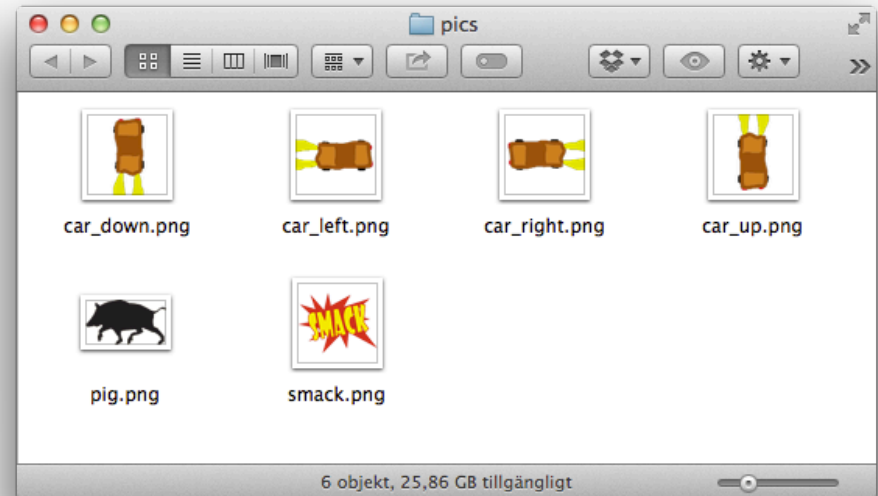 pics
car_down.png
car_left.png
car_right.png
car_up.png
SMACK
pig.png
smack.png
6 objekt, 25,86 GB tillgängligt